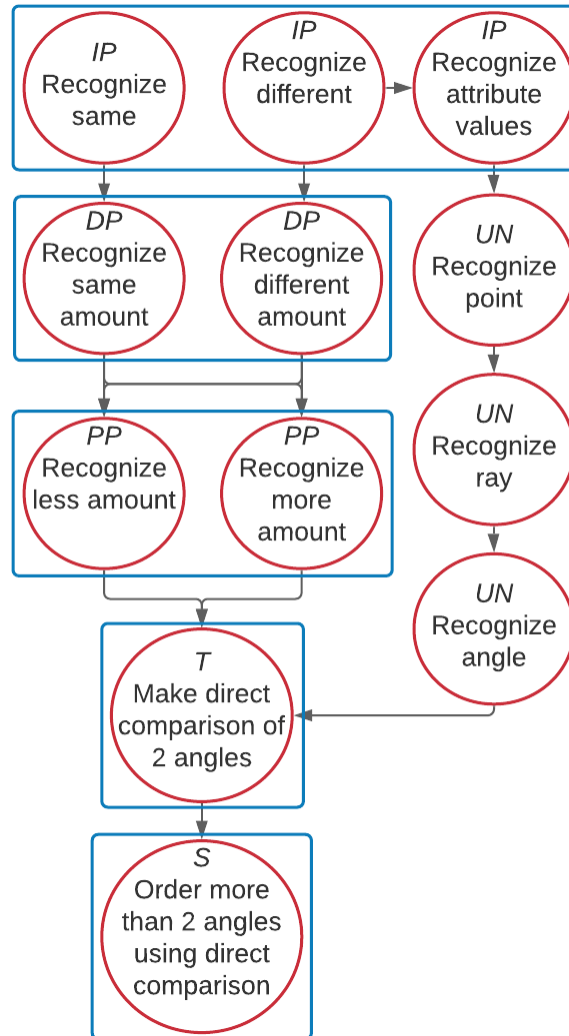 IP
Recognize
same
IP
Recognize
different
IP
Recognize
attribute
values
DP
Recognize
same
amount
DP
Recognize
different
amount
UN
Recognize
point
PP
Recognize
less amount
PP
Recognize
more
amount
UN
Recognize
ray
UN
Recognize
angle
T
Make direct
comparison of
2 angles
S
Order more
than 2 angles
using direct
comparison